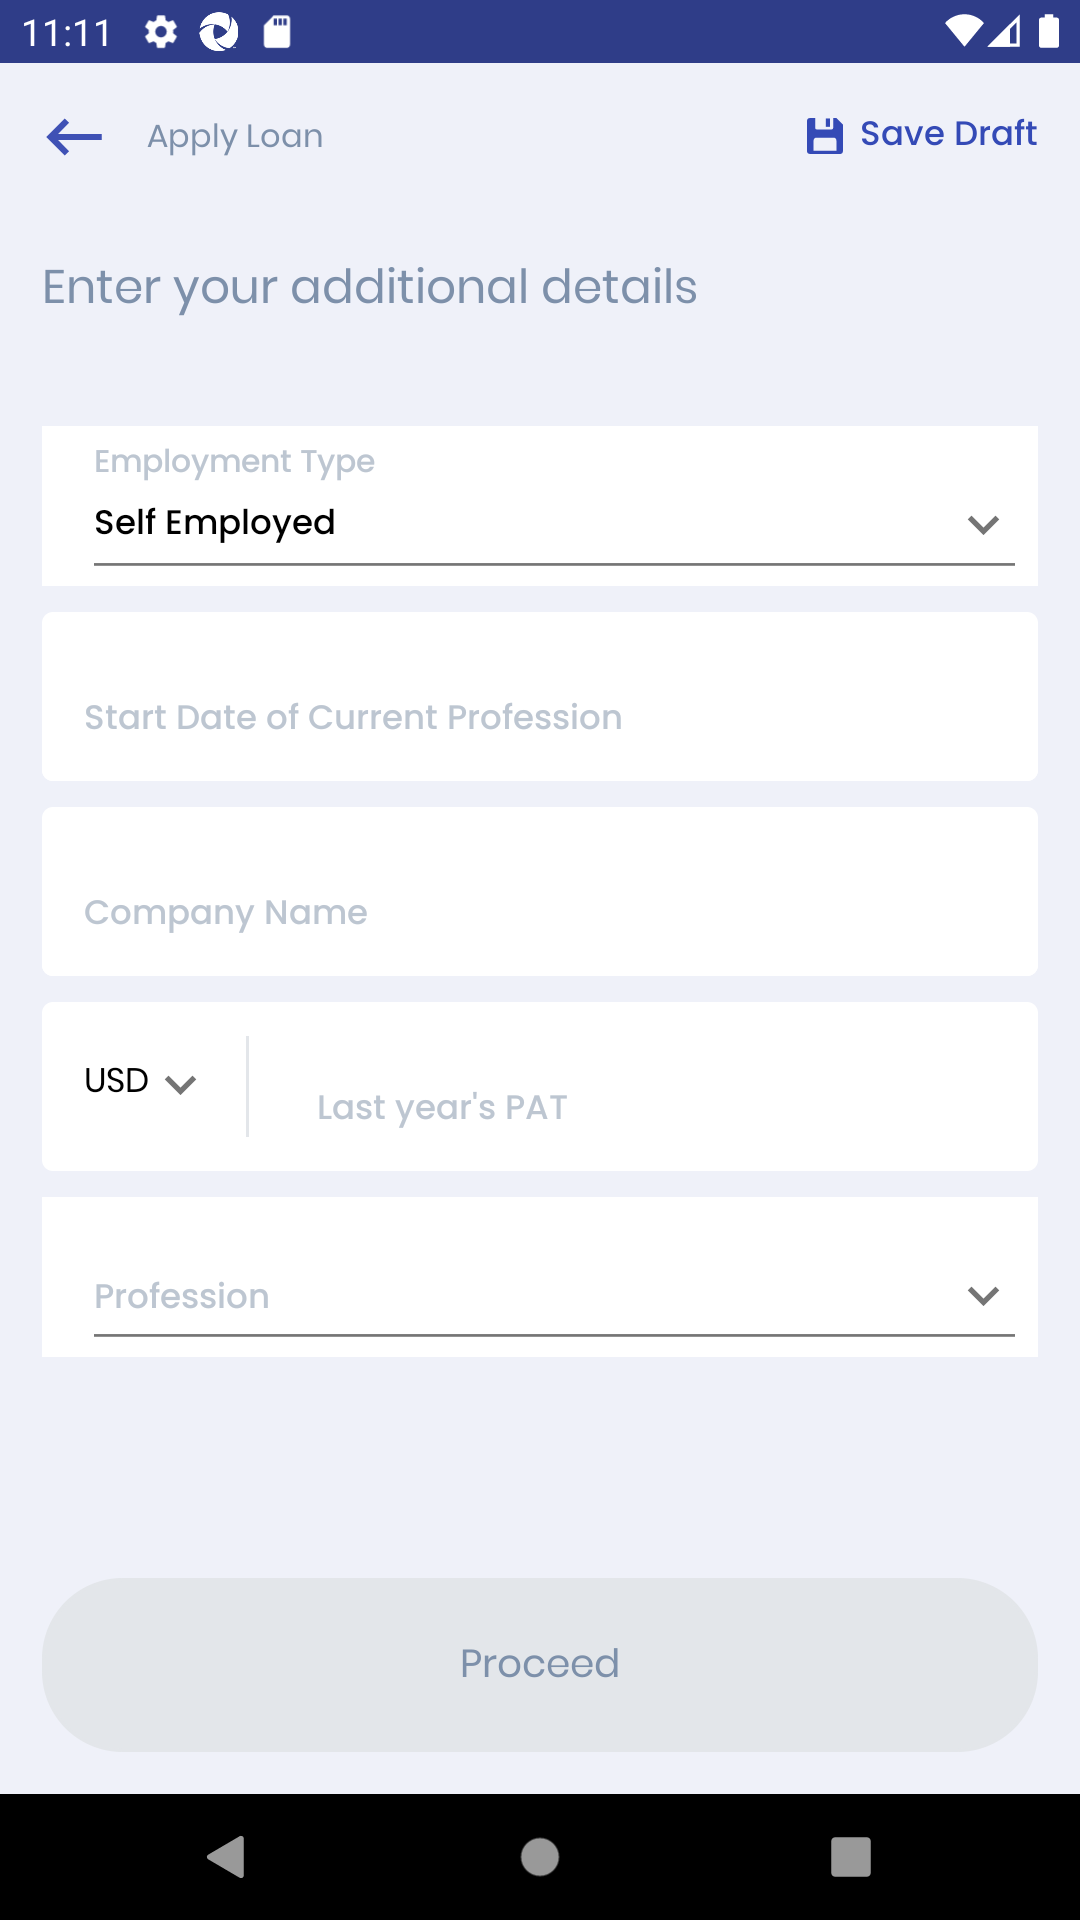 11:11
Apply Loan
Save Draft
Enter your additional details
Employment Type
Self Employed
Start Date of Current Profession
Company Name
USD
Last year's PAT
Profession
Proceed